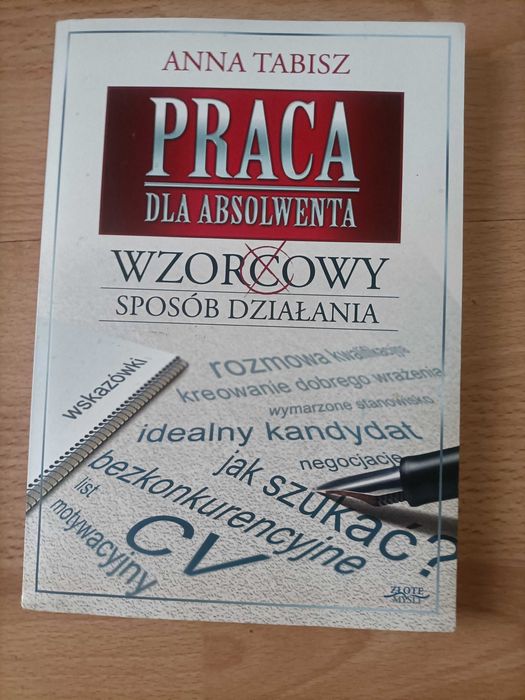 ANNA TABISZ
PRACA
DLA ABSOLWENTA
WZORCOWY
SPOSÓB DZIAŁANIA
wskazówki
rozmowa kwalifikacyjna
kreowanie dobrego wrażenia
wymarzone stanowisko
idealny kandydat
negocjacje
jak szukać?
bezkonkurencyjne
CV
list
motywacyjny
ZŁOTE
MYŚLI